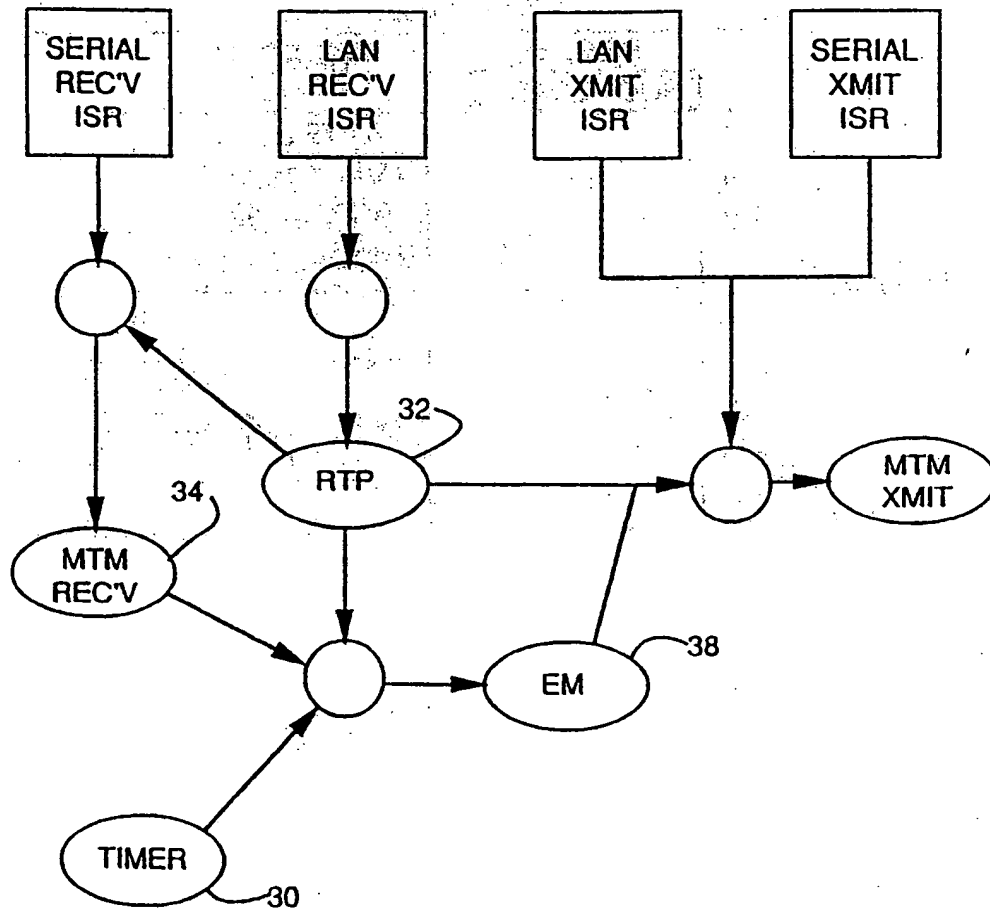 SERIAL
REC'V
ISR
LAN
REC'V
ISR
LAN
XMIT
ISR
SERIAL
XMIT
ISR
32
RTP
MTM
XMIT
34
MTM
REC'V
38
EM
TIMER
30